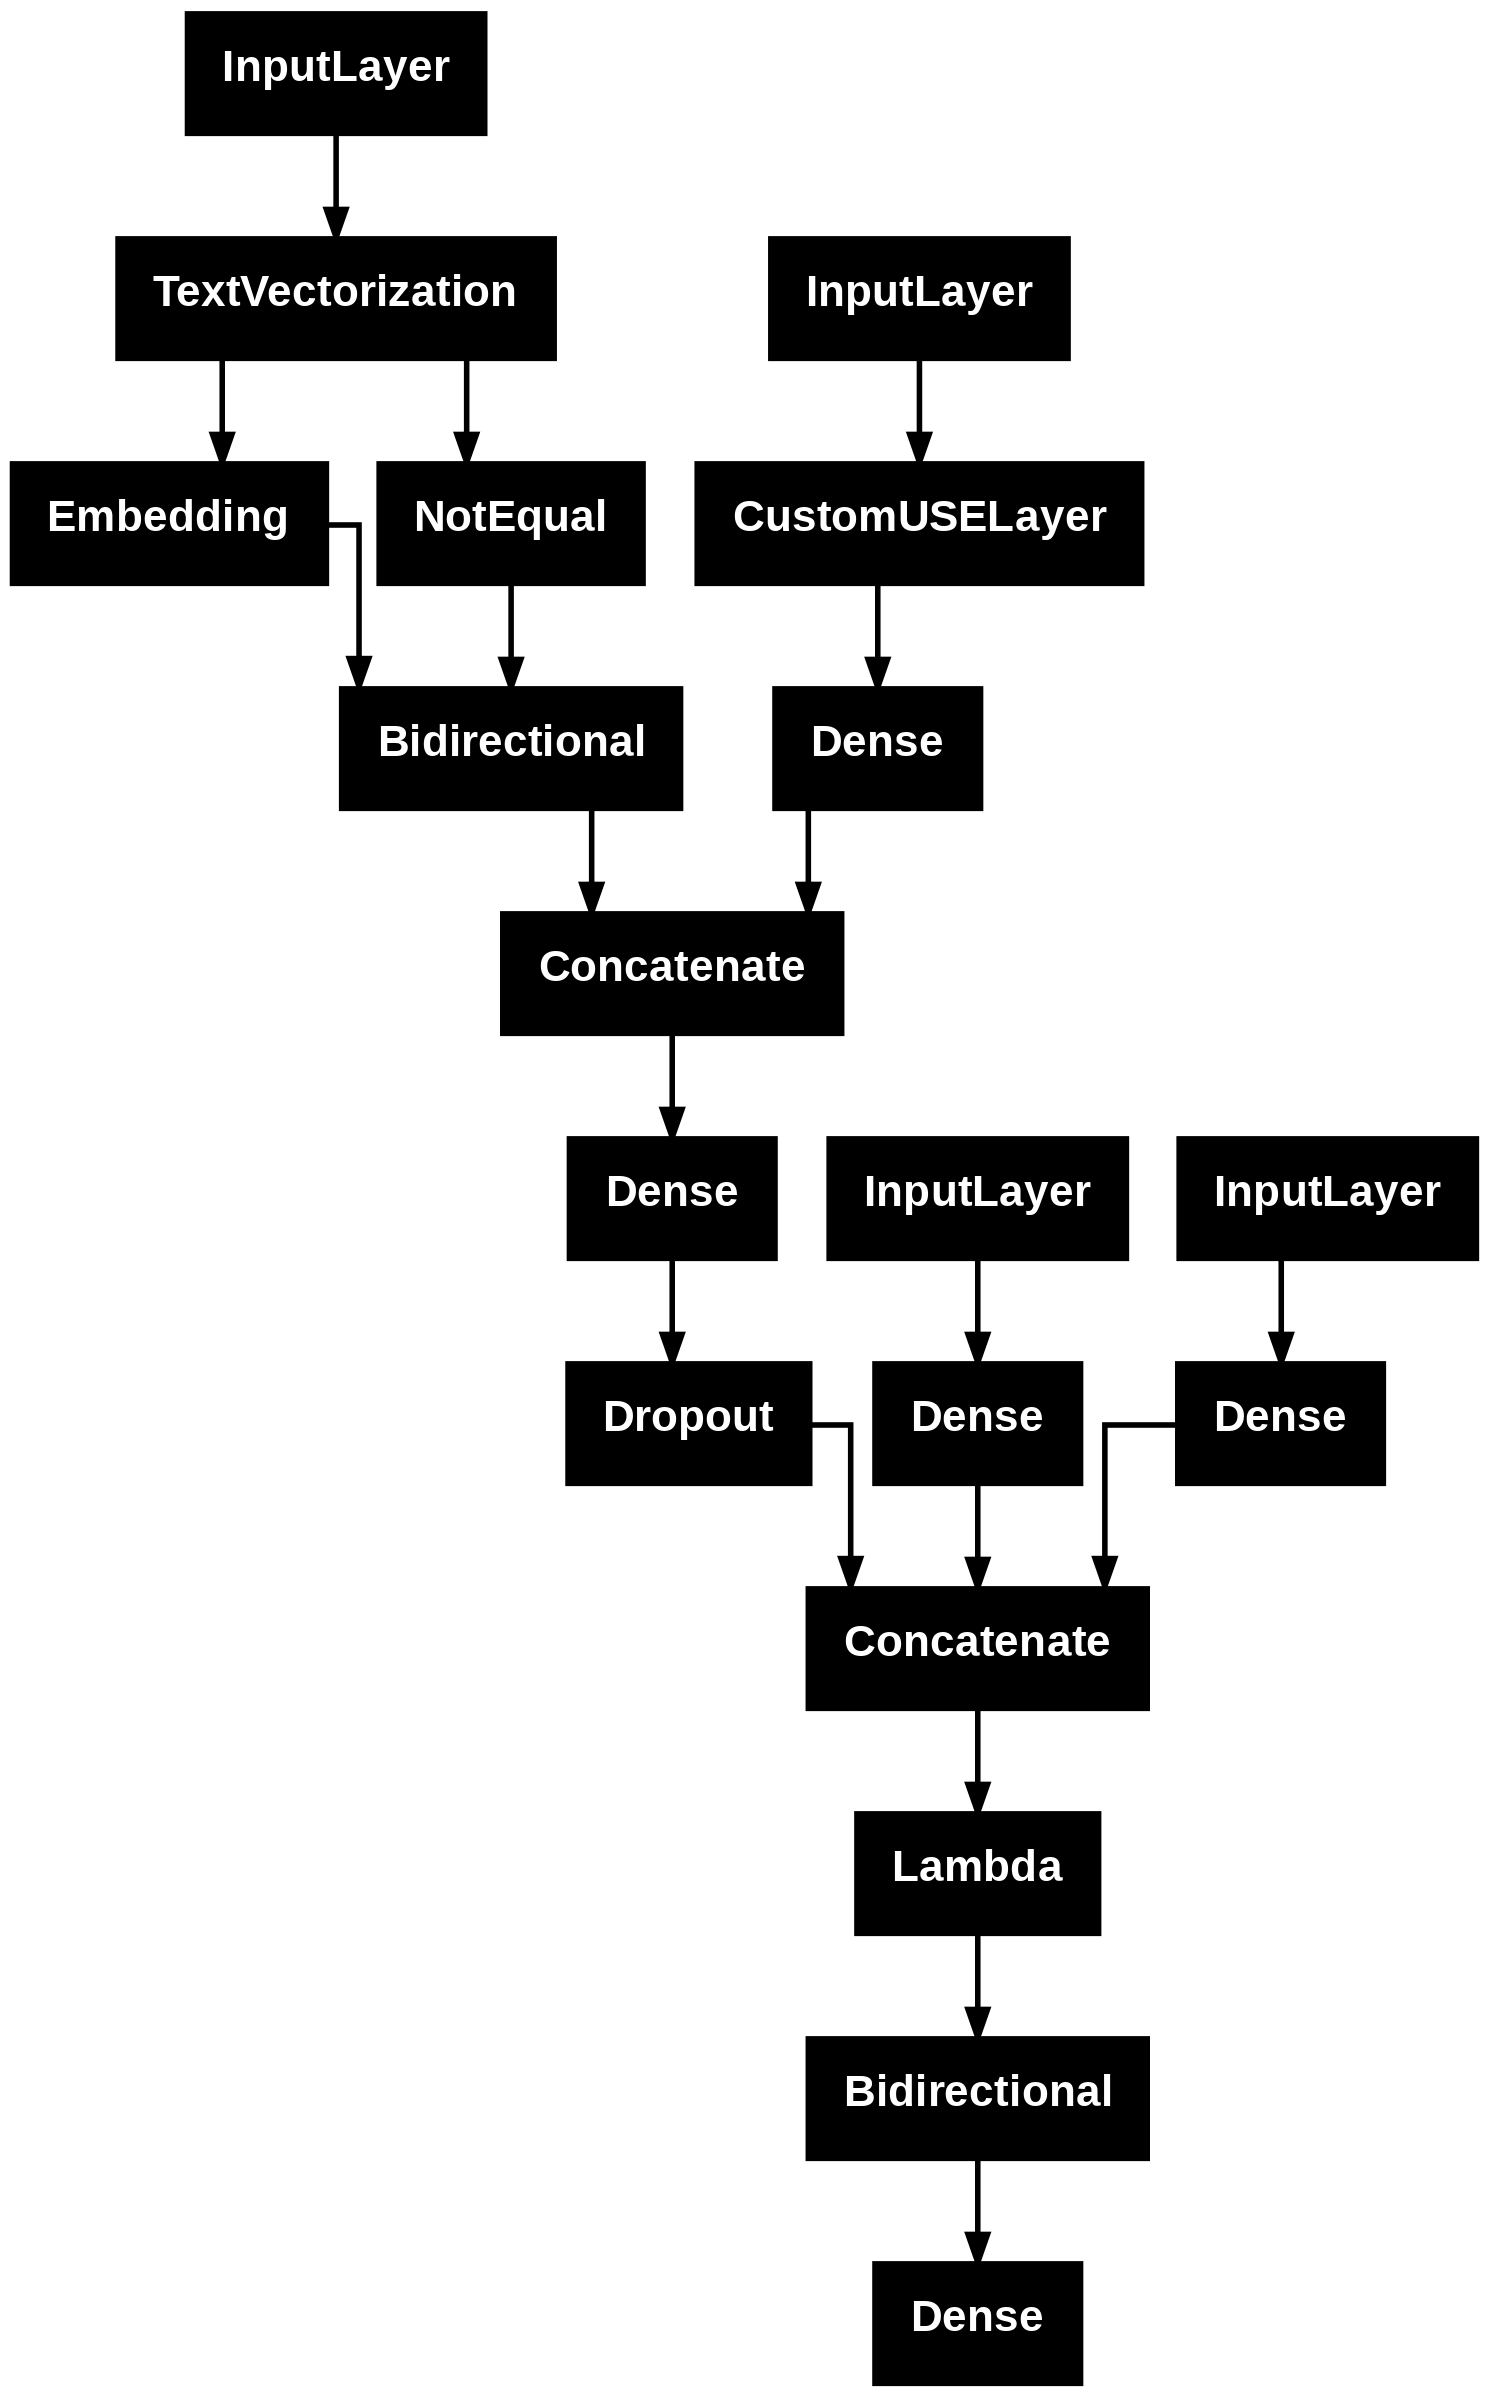 InputLayer
TextVectorization
InputLayer
Embedding
NotEqual
CustomUSELayer
Bidirectional
Dense
Concatenate
Dense
InputLayer
InputLayer
Dropout
Dense
Dense
Concatenate
Lambda
Bidirectional
Dense